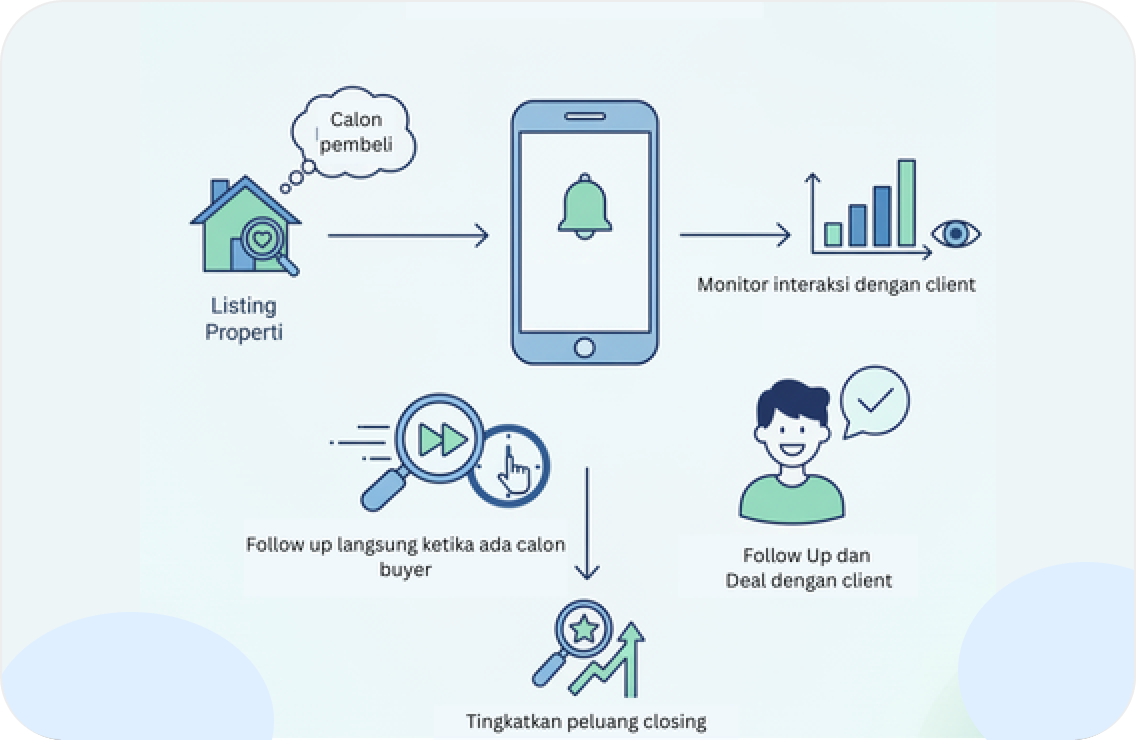 Calon
pembeli
Listing
Properti
Monitor interaksi dengan client
Follow up langsung ketika ada calon
buyer
Follow Up dan
Deal dengan client
Tingkatkan peluang closing